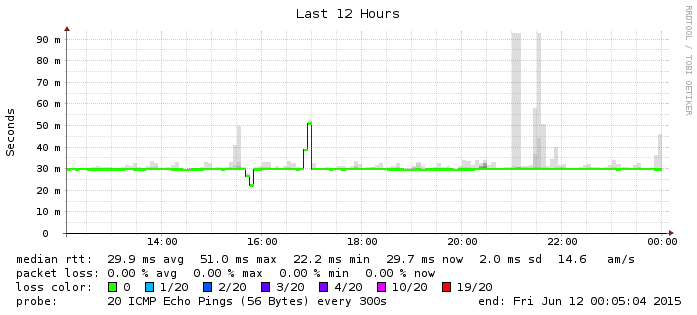 Last 12 Hours
RRDTOOL / TOBI OETIKER
Seconds
90 m
80 m
70 m
60 m
50 m
40 m
30 m
20 m
10 m
0
14:00 16:00 18:00 20:00 22:00 00:00
median rtt: 29.9 ms avg 51.0 ms max 22.2 ms min 29.7 ms now 2.0 ms sd 14.6 am/s
packet loss: 0.00 % avg 0.00 % max 0.00 % min 0.00 % now
loss color: 0 1/20 2/20 3/20 4/20 10/20 19/20
probe: 20 ICMP Echo Pings (56 Bytes) every 300s end: Fri Jun 12 00:05:04 2015